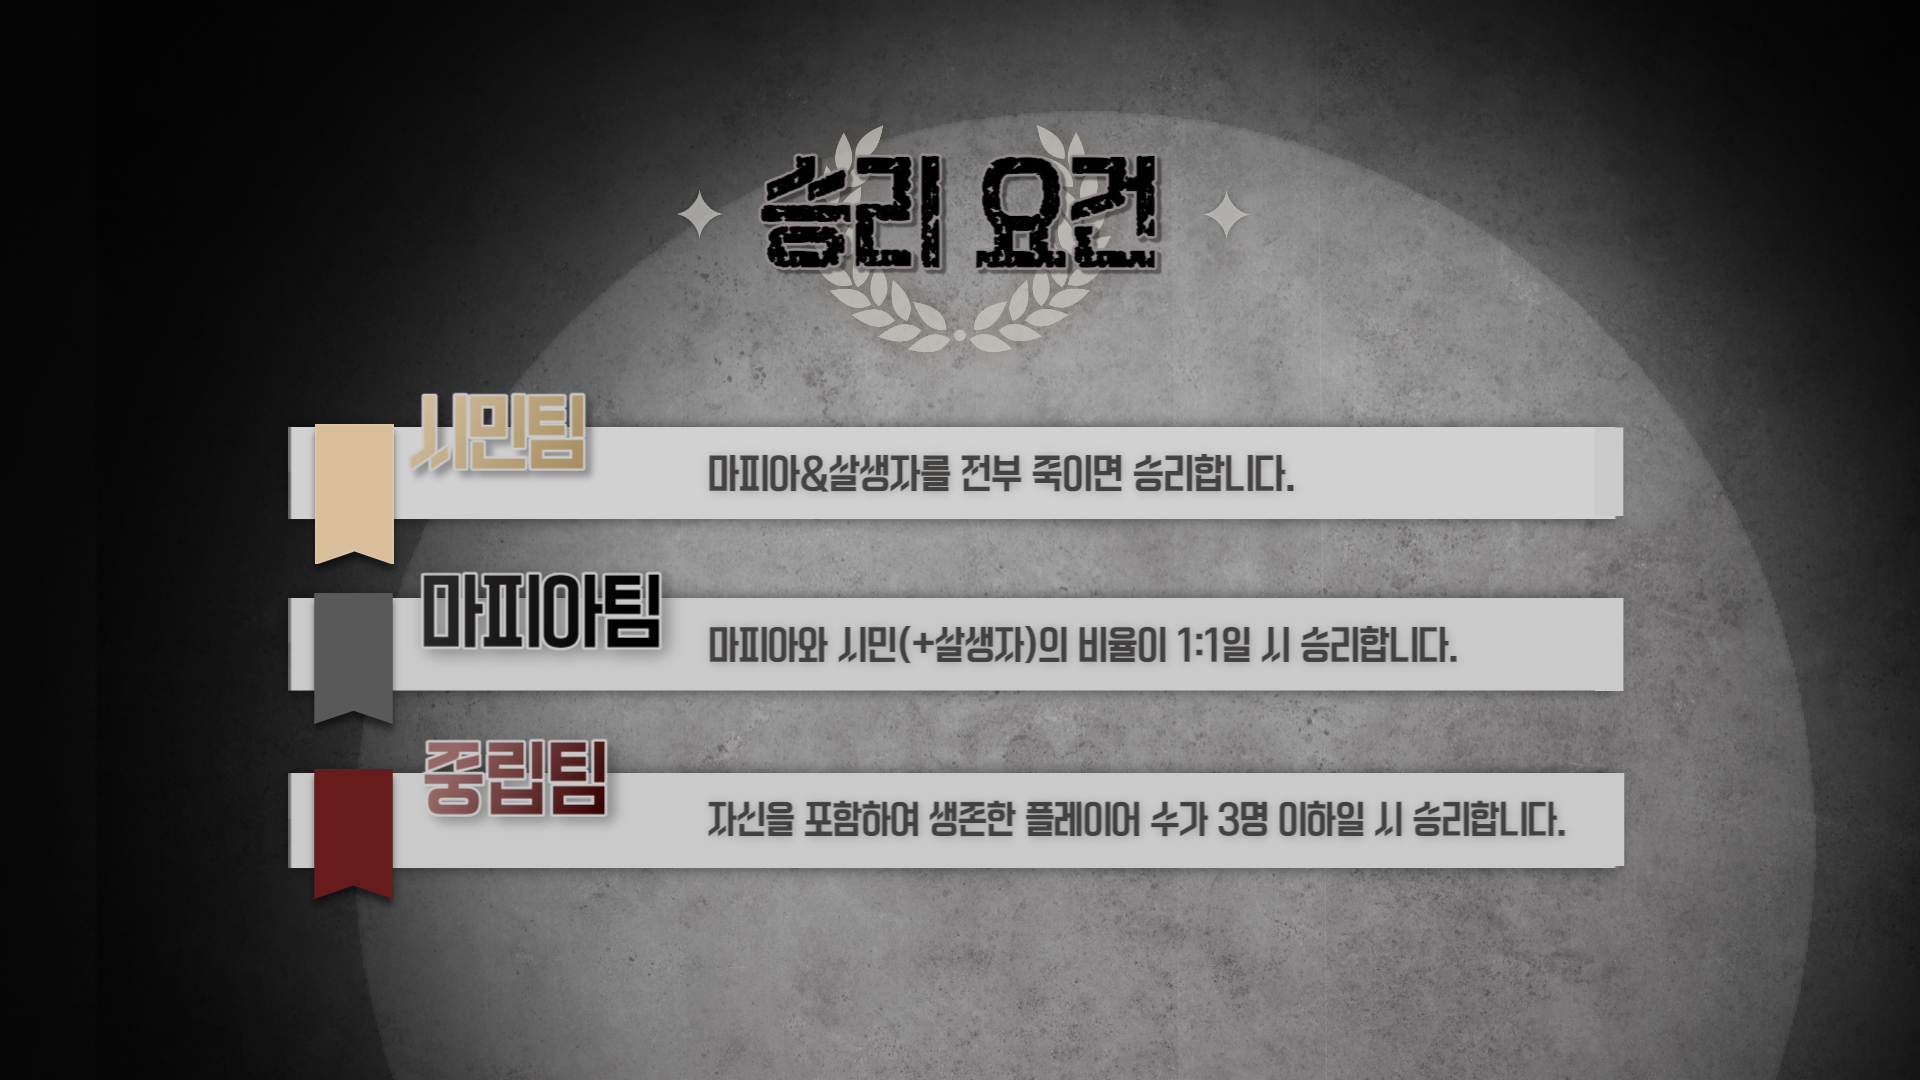 승리 요건
시민팀
마피아&살생자를 전부 죽이면 승리합니다.
마피아팀
마피아와 시민(+살생자)의 비율이 1:1일 시 승리합니다.
중립팀
자신을 포함하여 생존한 플레이어 수가 3명 이하일 시 승리합니다.